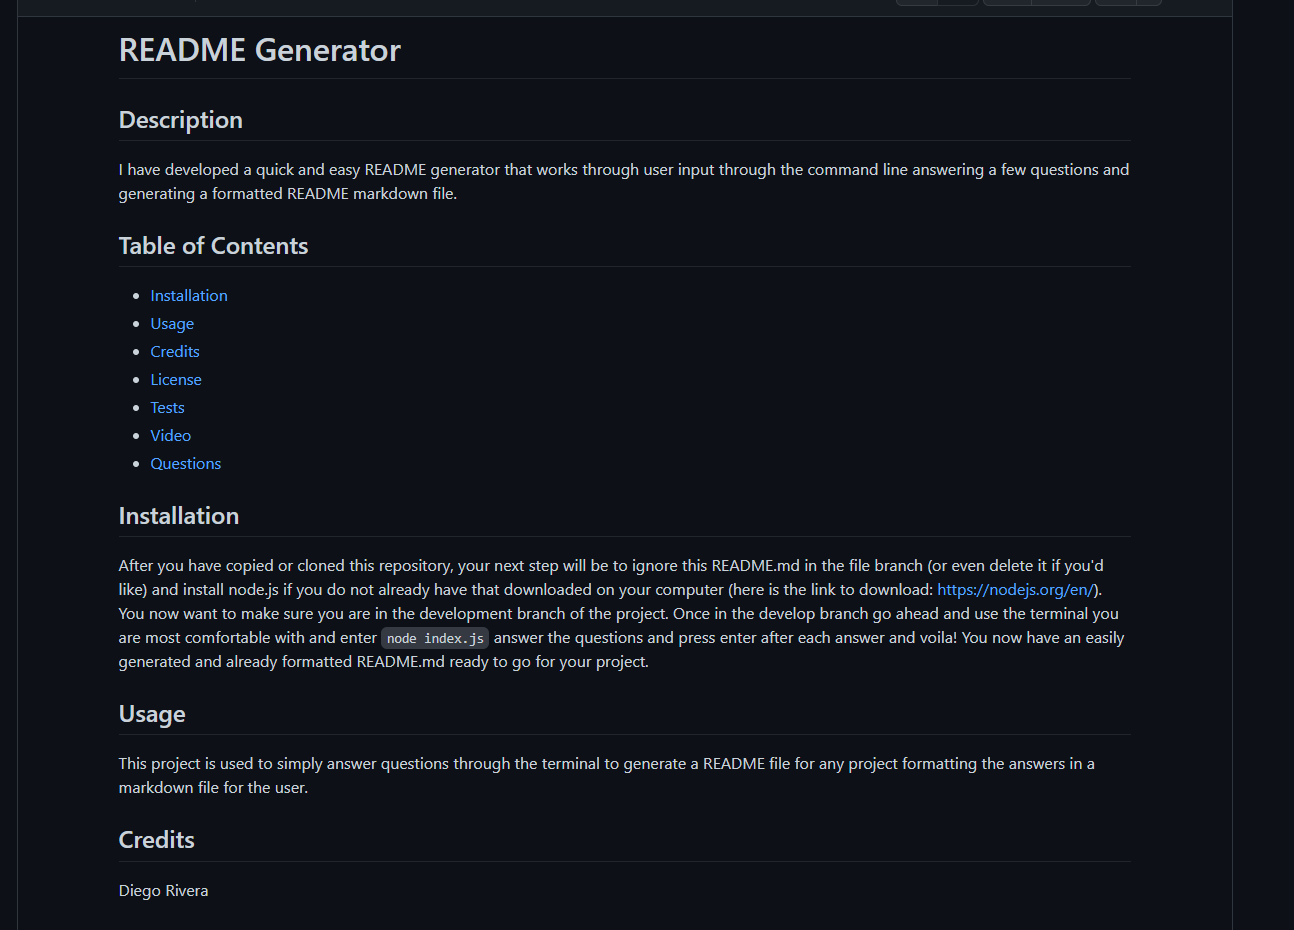 README Generator
Description
I have developed a quick and easy README generator that works through user input through the command line answering a few questions and
generating a formatted README markdown file.
Table of Contents
Installation
Usage
Credits
License
Tests
Video
Questions
Installation
After you have copied or cloned this repository, your next step will be to ignore this README.md in the file branch (or even delete it if you'd
like) and install node.js if you do not already have that downloaded on your computer (here is the link to download: https://nodejs.org/en/).
You now want to make sure you are in the development branch of the project. Once in the develop branch go ahead and use the terminal you
are most comfortable with and enter node index.js answer the questions and press enter after each answer and voila! You now have an easily
generated and already formatted README.md ready to go for your project.
Usage
This project is used to simply answer questions through the terminal to generate a README file for any project formatting the answers in a
markdown file for the user.
Credits
Diego Rivera